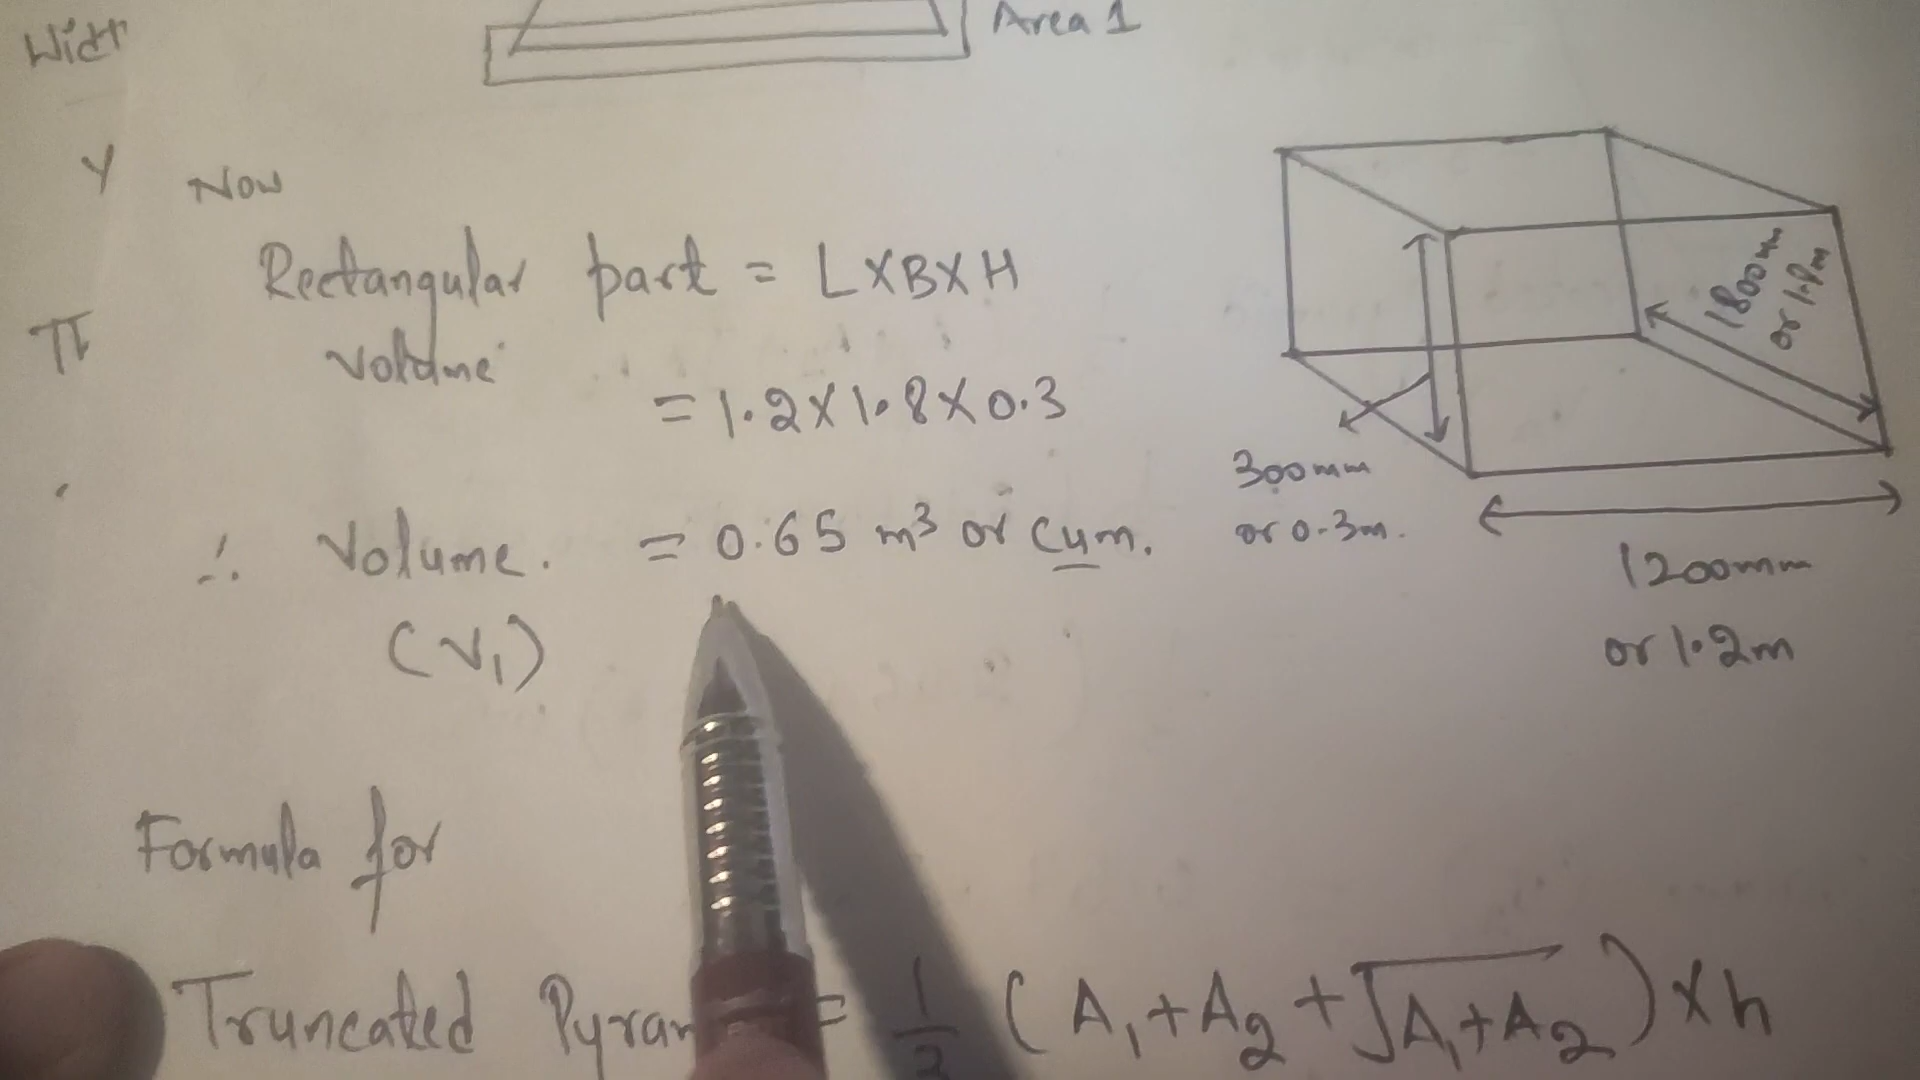 Area 1
Y
Now
Rectangular part = L×B×H
volume
= 1.2×1.8×0.3
∴ Volume. = 0.65 m³ or Cum.
(V₁)
1800mm
or 1.8m
300mm
or 0.3m.
1200mm
or 1.2m
Formula for
Truncated = (A₁+A₂+√A₁+A₂)×h